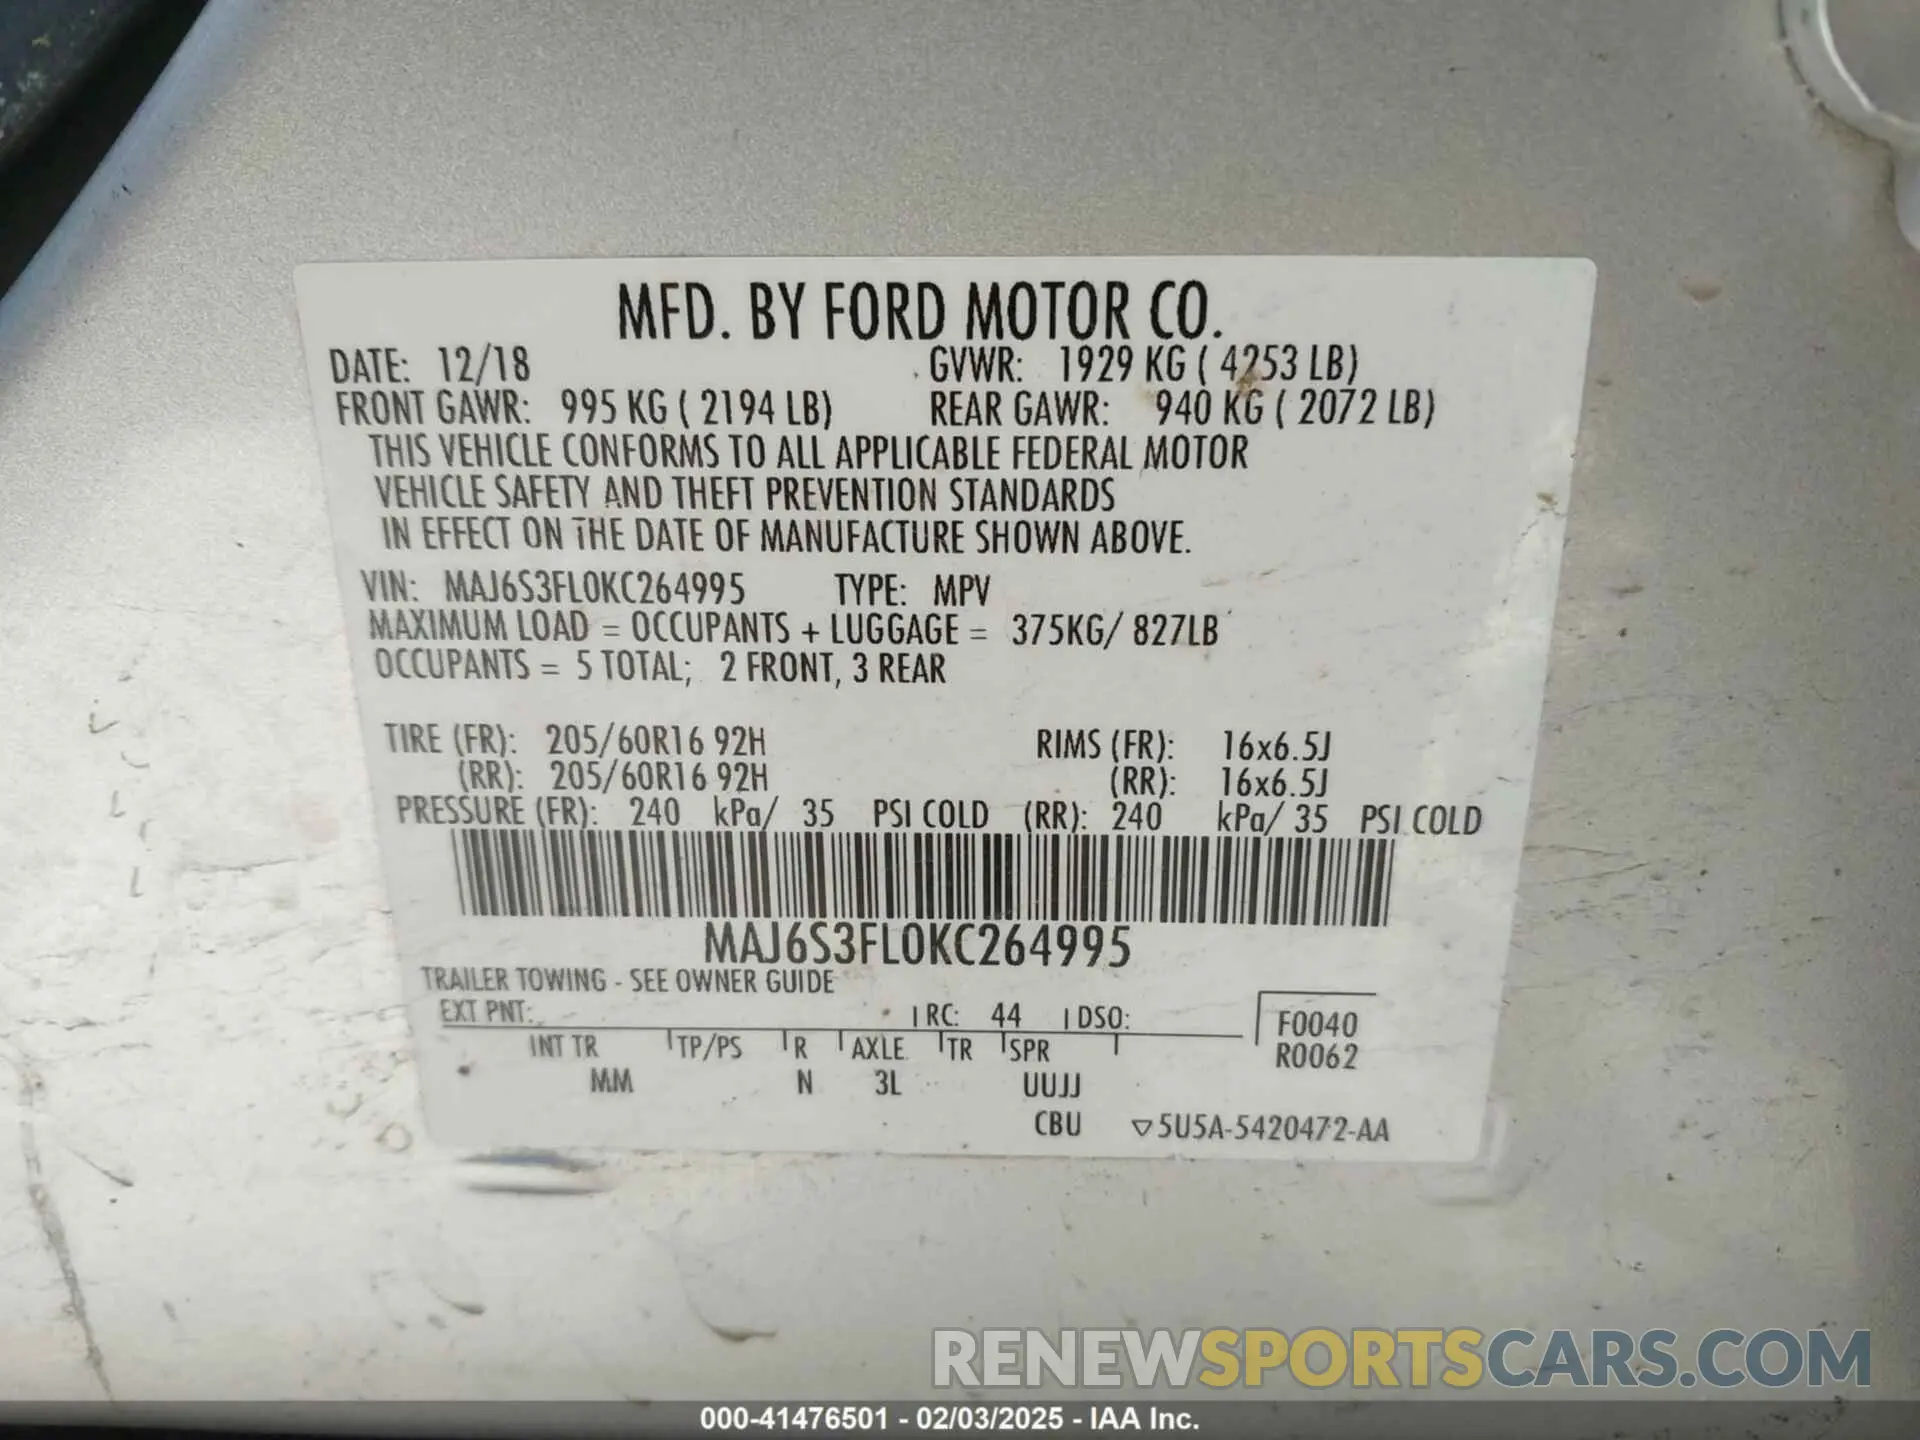 MFD. BY FORD MOTOR CO.
DATE: 12/18 GVWR: 1929 KG ( 4253 LB)
FRONT GAWR: 995 KG ( 2194 LB) REAR GAWR: 940 KG ( 2072 LB)
THIS VEHICLE CONFORMS TO ALL APPLICABLE FEDERAL MOTOR
VEHICLE SAFETY AND THEFT PREVENTION STANDARDS
IN EFFECT ON THE DATE OF MANUFACTURE SHOWN ABOVE.
VIN: MAJ6S3FL0KC264995 TYPE: MPV
MAXIMUM LOAD = OCCUPANTS + LUGGAGE = 375KG/ 827LB
OCCUPANTS = 5 TOTAL; 2 FRONT, 3 REAR
TIRE (FR): 205/60R16 92H RIMS (FR): 16x6.5J
(RR): 205/60R16 92H (RR): 16x6.5J
PRESSURE (FR): 240 kPa/ 35 PSI COLD (RR): 240 kPa/ 35 PSI COLD
MAJ6S3FL0KC264995
TRAILER TOWING - SEE OWNER GUIDE
EXT PNT: RC: 44 DSO: F0040
INT TR TP/PS R AXLE TR SPR R0062
MM N 3L UUJJ
CBU ▽5U5A-5420472-AA
RENEWSPORTSCARS.COM
000-41476501 - 02/03/2025 - IAA Inc.